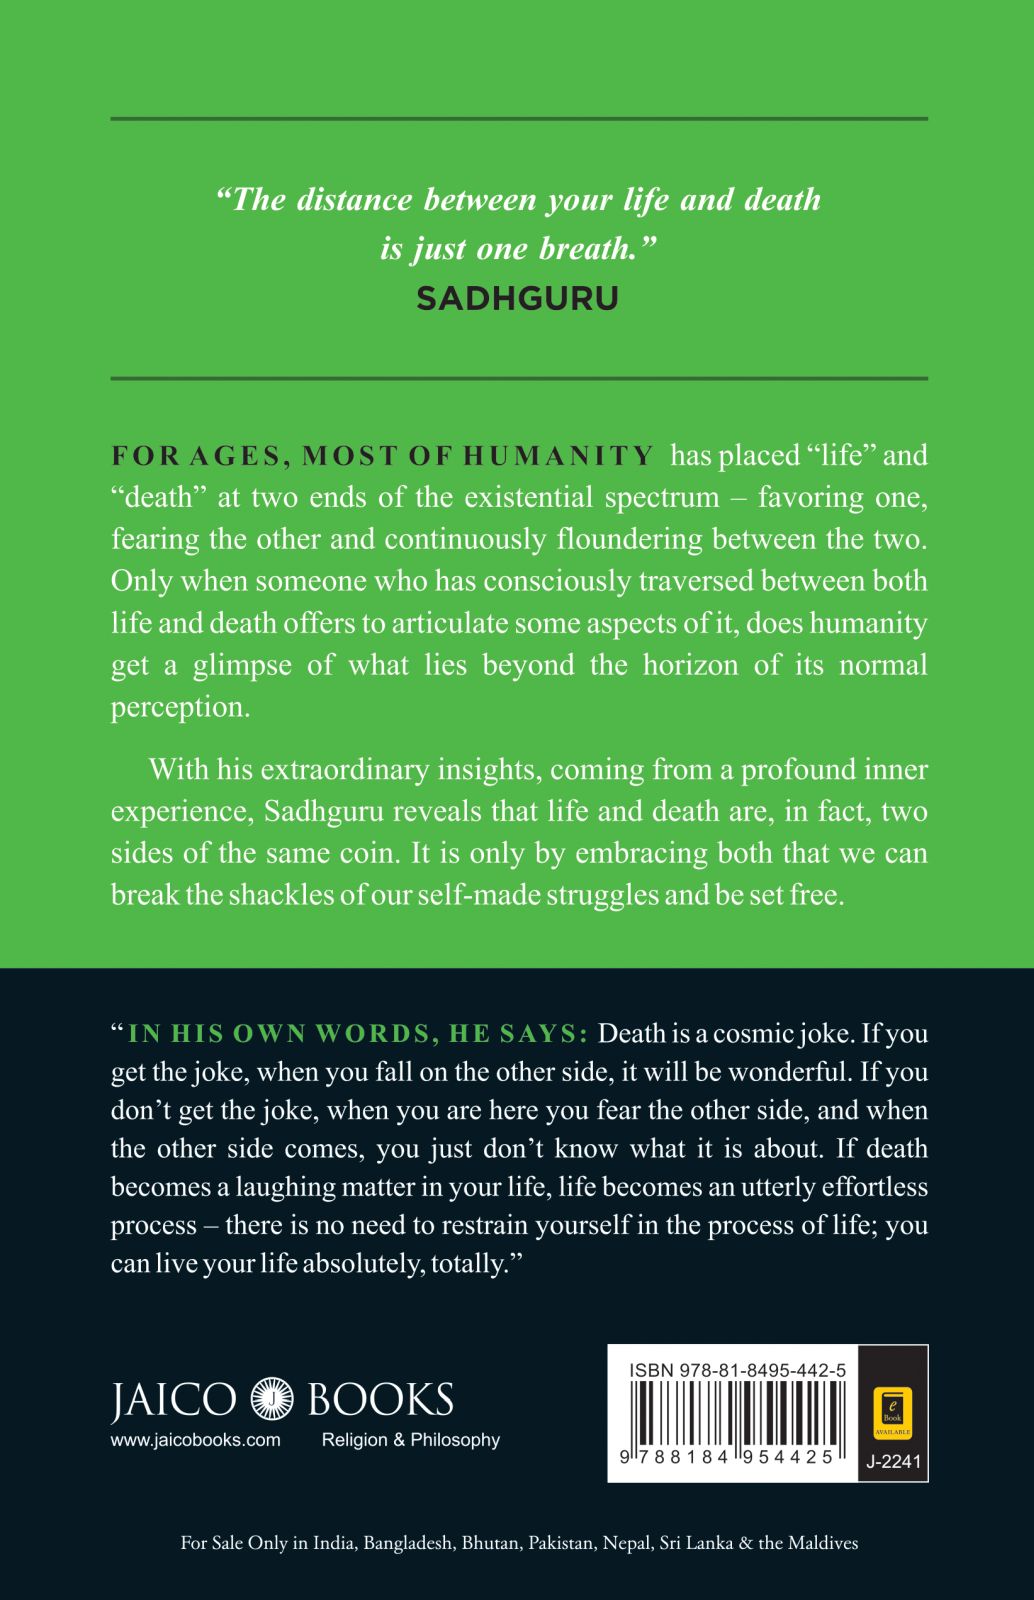 “The distance between your life and death
is just one breath.”
SADHGURU
FOR AGES, MOST OF HUMANITY has placed “life” and
“death” at two ends of the existential spectrum – favoring one,
fearing the other and continuously floundering between the two.
Only when someone who has consciously traversed between both
life and death offers to articulate some aspects of it, does humanity
get a glimpse of what lies beyond the horizon of its normal
perception.
With his extraordinary insights, coming from a profound inner
experience, Sadhguru reveals that life and death are, in fact, two
sides of the same coin. It is only by embracing both that we can
break the shackles of our self-made struggles and be set free.
“IN HIS OWN WORDS, HE SAYS: Death is a cosmic joke. If you
get the joke, when you fall on the other side, it will be wonderful. If you
don’t get the joke, when you are here you fear the other side, and when
the other side comes, you just don’t know what it is about. If death
becomes a laughing matter in your life, life becomes an utterly effortless
process – there is no need to restrain yourself in the process of life; you
can live your life absolutely, totally.”
JAICO J BOOKS
www.jaicobooks.com Religion & Philosophy
ISBN 978-81-8495-442-5
9 788184 954425
e
Book
AVAILABLE
J-2241
For Sale Only in India, Bangladesh, Bhutan, Pakistan, Nepal, Sri Lanka & the Maldives